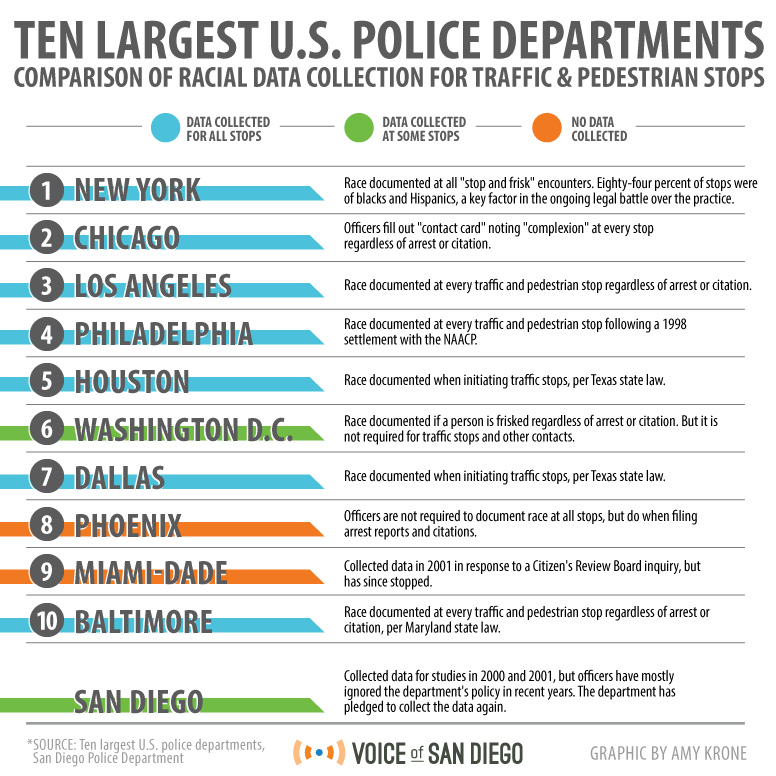 TEN LARGEST U.S. POLICE DEPARTMENTS
COMPARISON OF RACIAL DATA COLLECTION FOR TRAFFIC & PEDESTRIAN STOPS
DATA COLLECTED
FOR ALL STOPS
DATA COLLECTED
AT SOME STOPS
NO DATA
COLLECTED
1 NEW YORK
Race documented at all "stop and frisk" encounters. Eighty-four percent of stops were
of blacks and Hispanics, a key factor in the ongoing legal battle over the practice.
2 CHICAGO
Officers fill out "contact card" noting "complexion" at every stop
regardless of arrest or citation.
3 LOS ANGELES
Race documented at every traffic and pedestrian stop regardless of arrest or citation.
4 PHILADELPHIA
Race documented at every traffic and pedestrian stop following a 1998
settlement with the NAACP.
5 HOUSTON
Race documented when initiating traffic stops, per Texas state law.
6 WASHINGTON D.C.
Race documented if a person is frisked regardless of arrest or citation. But it is
not required for traffic stops and other contacts.
7 DALLAS
Race documented when initiating traffic stops, per Texas state law.
8 PHOENIX
Officers are not required to document race at all stops, but do when filing
arrest reports and citations.
9 MIAMI-DADE
Collected data in 2001 in response to a Citizen's Review Board inquiry, but
has since stopped.
10 BALTIMORE
Race documented at every traffic and pedestrian stop regardless of arrest or
citation, per Maryland state law.
SAN DIEGO
Collected data for studies in 2000 and 2001, but officers have mostly
ignored the department's policy in recent years. The department has
pledged to collect the data again.
*SOURCE: Ten largest U.S. police departments,
San Diego Police Department
VOICE of SAN DIEGO
GRAPHIC BY AMY KRONE